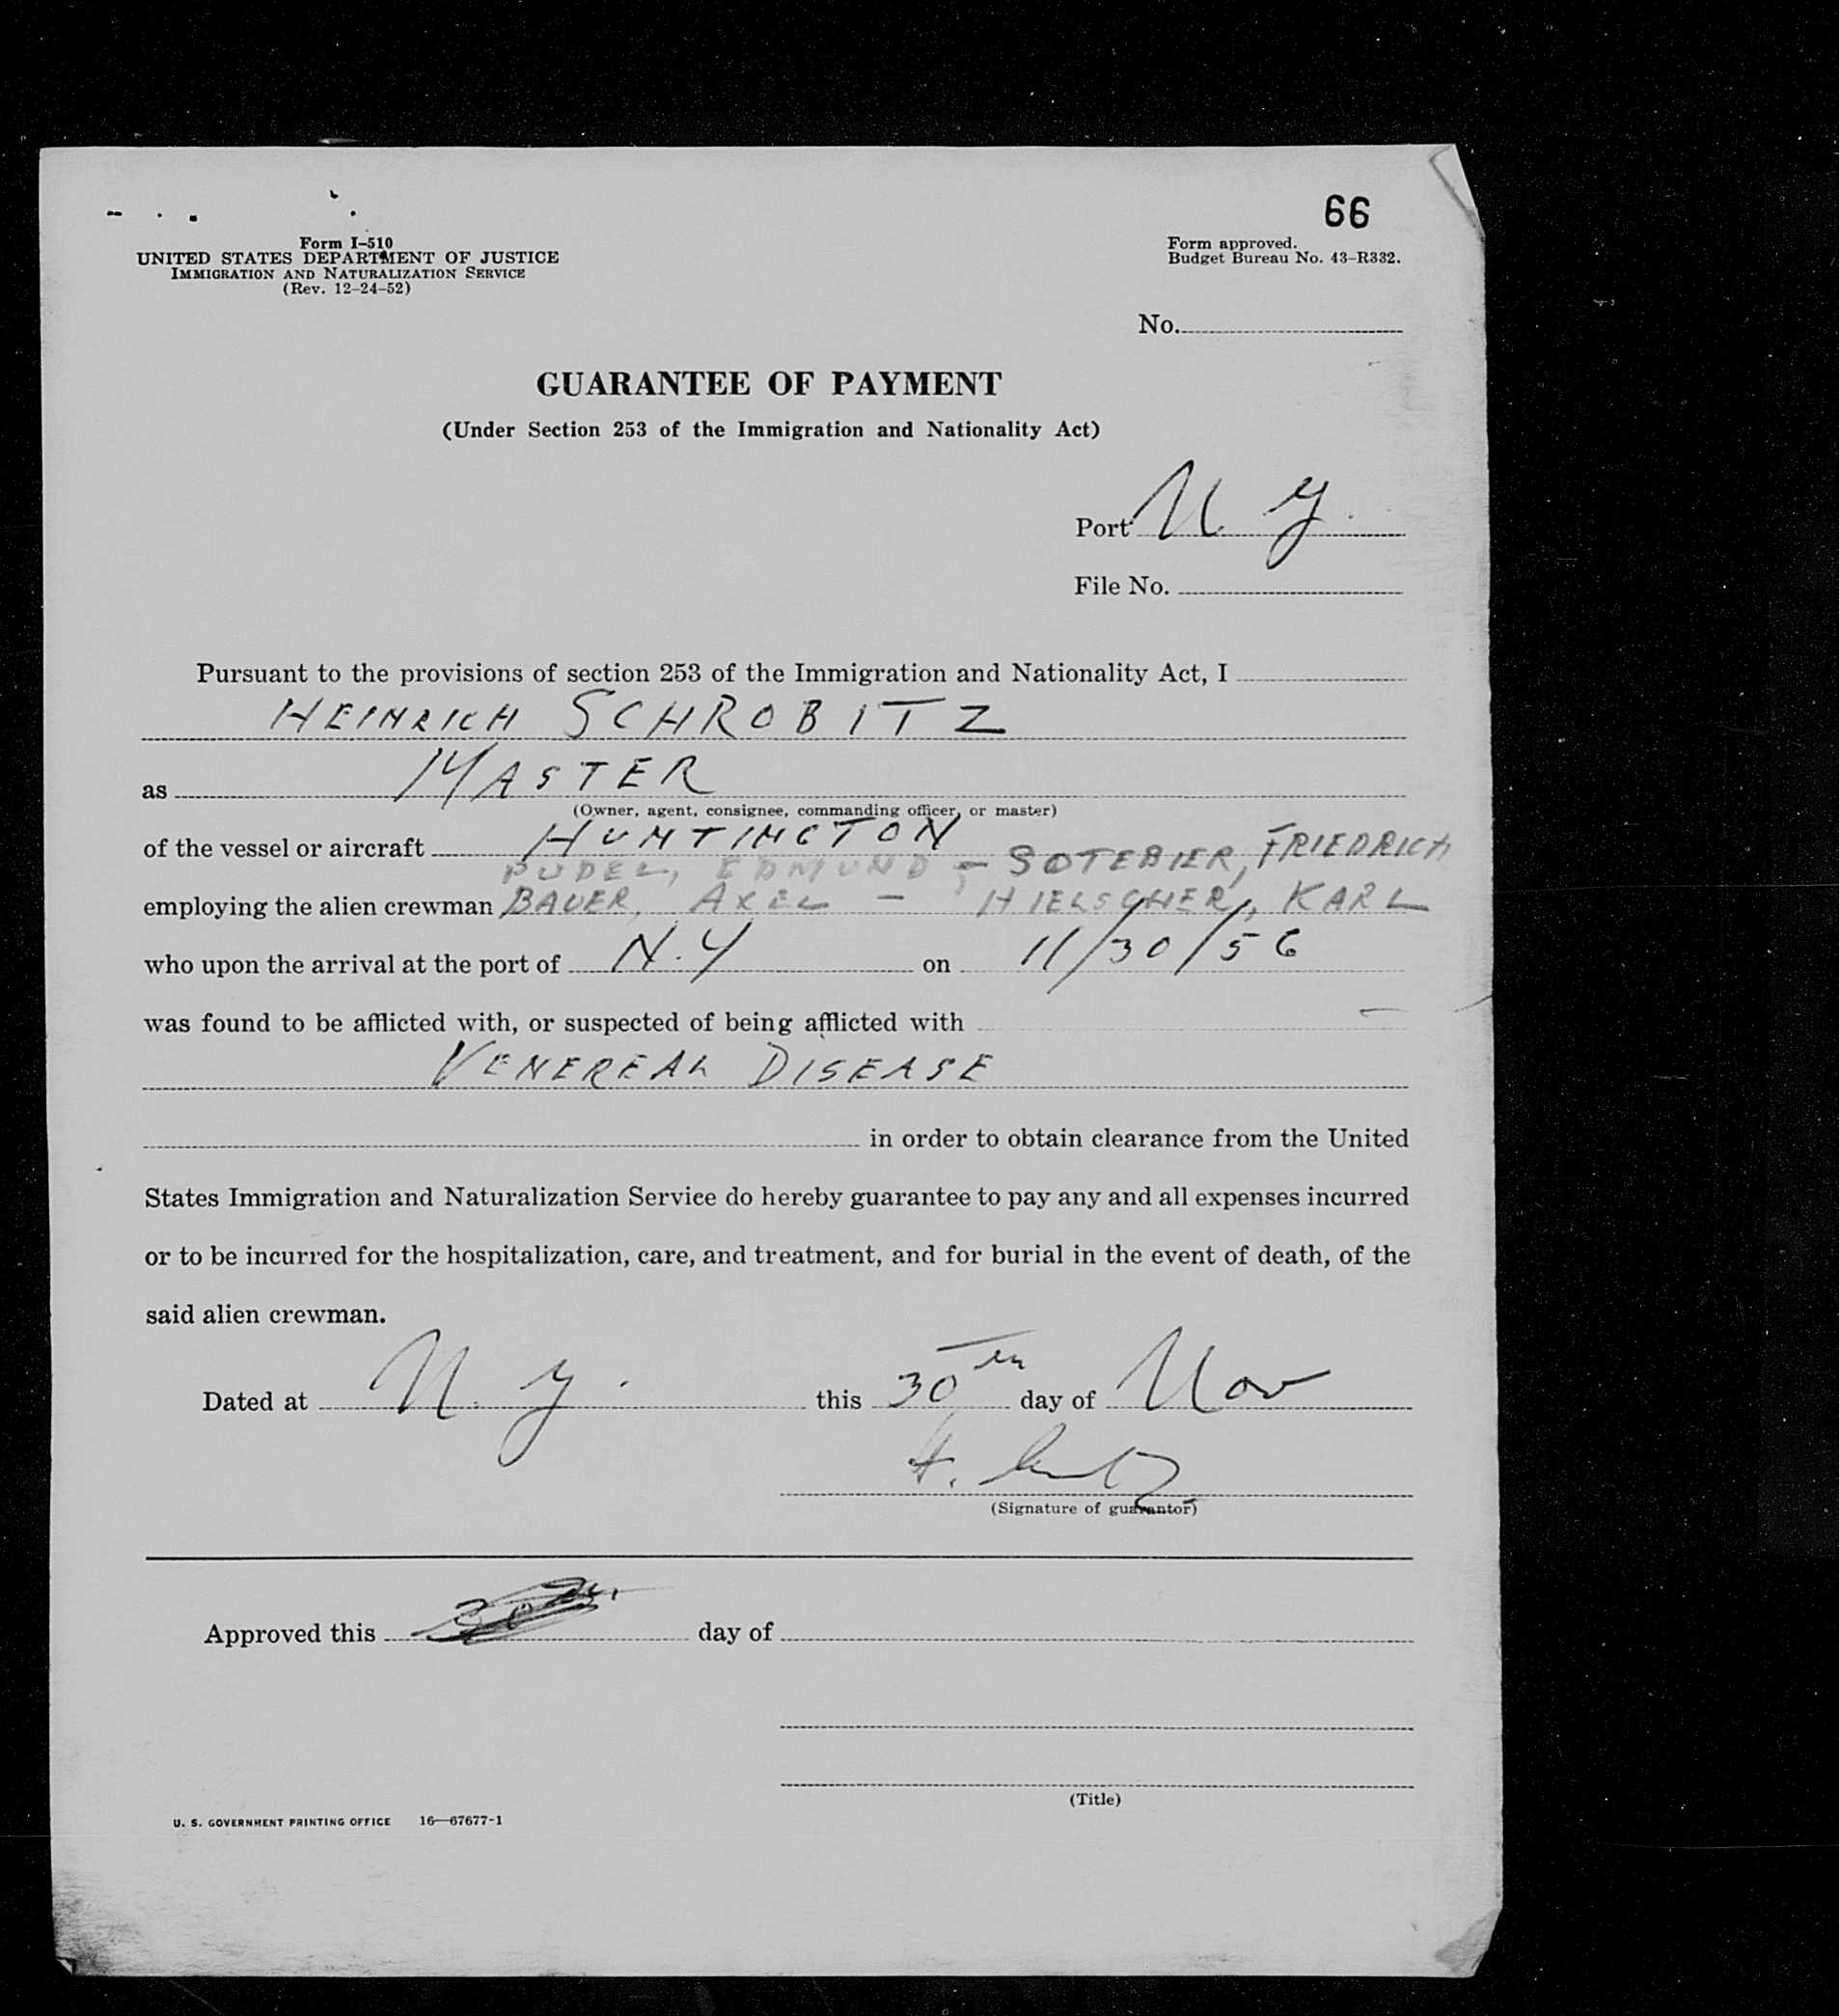 66
Form I-510
UNITED STATES DEPARTMENT OF JUSTICE
IMMIGRATION AND NATURALIZATION SERVICE
(Rev. 12-24-52)
Form approved.
Budget Bureau No. 43-R332.
No.
GUARANTEE OF PAYMENT
(Under Section 253 of the Immigration and Nationality Act)
Port N. Y.
File No.
Pursuant to the provisions of section 253 of the Immigration and Nationality Act, I
HEINRICH SCHROBITZ
as MASTER
(Owner, agent, consignee, commanding officer, or master)
of the vessel or aircraft HUNTINGTON
PUDEL, EDMUND - SOTEBIER, FRIEDRICH
employing the alien crewman BAUER, AXEL - HIELSCHER, KARL
who upon the arrival at the port of N.Y on 11/30/56
was found to be afflicted with, or suspected of being afflicted with
VENEREAL DISEASE
in order to obtain clearance from the United
States Immigration and Naturalization Service do hereby guarantee to pay any and all expenses incurred
or to be incurred for the hospitalization, care, and treatment, and for burial in the event of death, of the
said alien crewman.
Dated at N. Y. this 30th day of Nov
(Signature of guarantor)
Approved this day of
(Title)
U. S. GOVERNMENT PRINTING OFFICE 16—67677-1